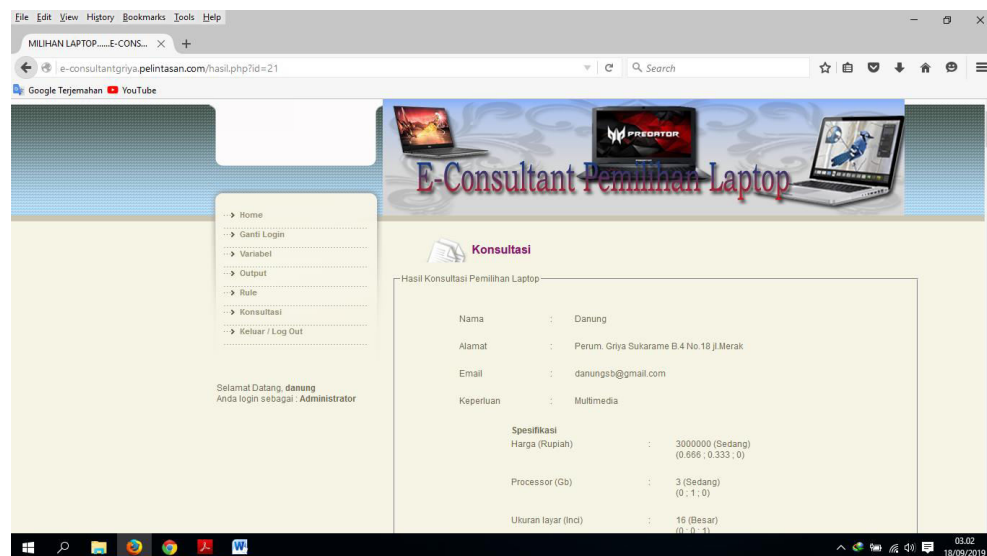 File Edit View History Bookmarks Tools Help
MILIHAN LAPTOP......E-CONS...
e-consultantgriya.pelintasan.com/hasil.php?id=21
Search
Google Terjemahan YouTube
PREDATOR
E-Consultant Pemilihan Laptop
Home
Ganti Login
Variabel
Output
Rule
Konsultasi
Keluar / Log Out
Selamat Datang, danung
Anda login sebagai : Administrator
Konsultasi
Hasil Konsultasi Pemilihan Laptop
Nama : Danung
Alamat : Perum. Griya Sukarame B.4 No.18 jl.Merak
Email : danungsb@gmail.com
Keperluan : Multimedia
Spesifikasi
Harga (Rupiah) : 3000000 (Sedang)
(0.666 ; 0.333 ; 0)
Processor (Gb) : 3 (Sedang)
(0 ; 1 ; 0)
Ukuran layar (Inci) : 16 (Besar)
(0 ; 0 ; 1)
03.02
18/09/2019